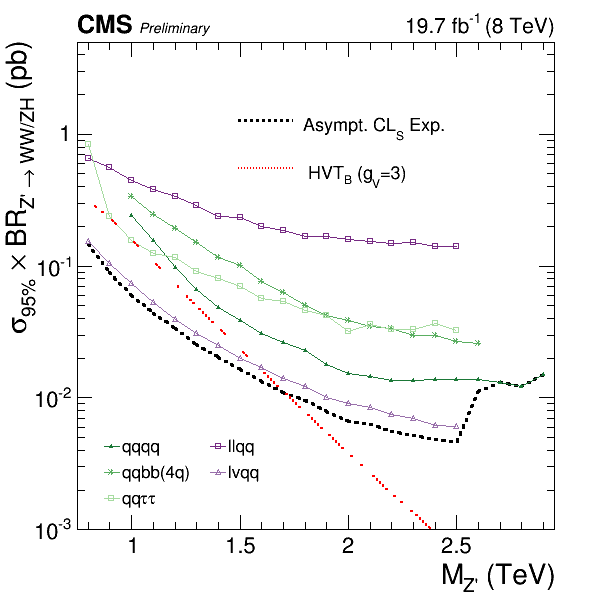 CMS Preliminary 19.7 fb⁻¹ (8 TeV)
σ95% × BRZ' → WW/ZH (pb)
Asympt. CLS Exp.
HVTB (gV=3)
1
10⁻¹
10⁻²
10⁻³
qqqq
llqq
qqbb(4q)
lvqq
qqττ
1 1.5 2 2.5
MZ' (TeV)